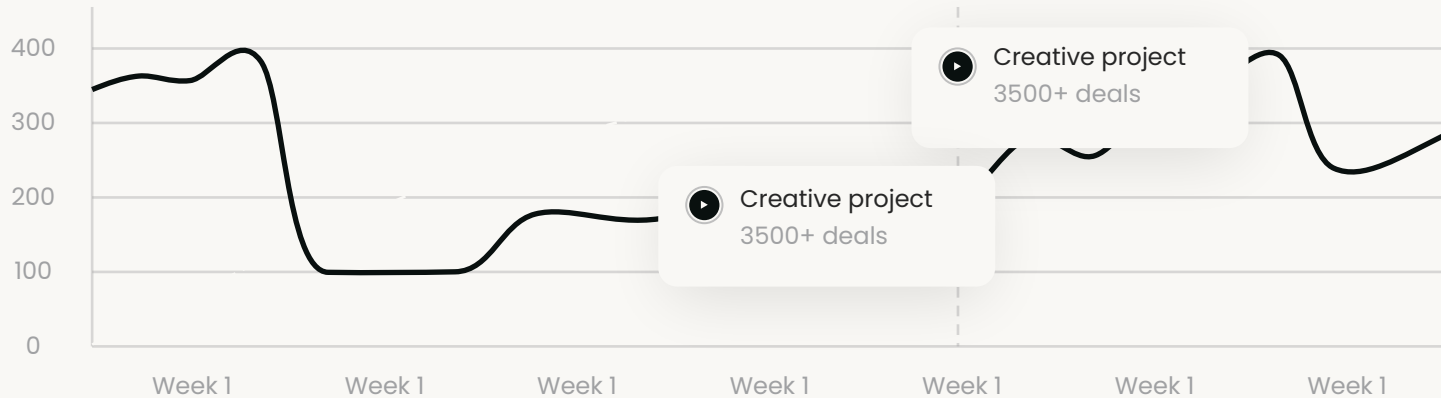 400
Creative project
3500+ deals
300
200
Creative project
3500+ deals
100
0
Week 1
Week 1
Week 1
Week 1
Week 1
Week 1
Week 1